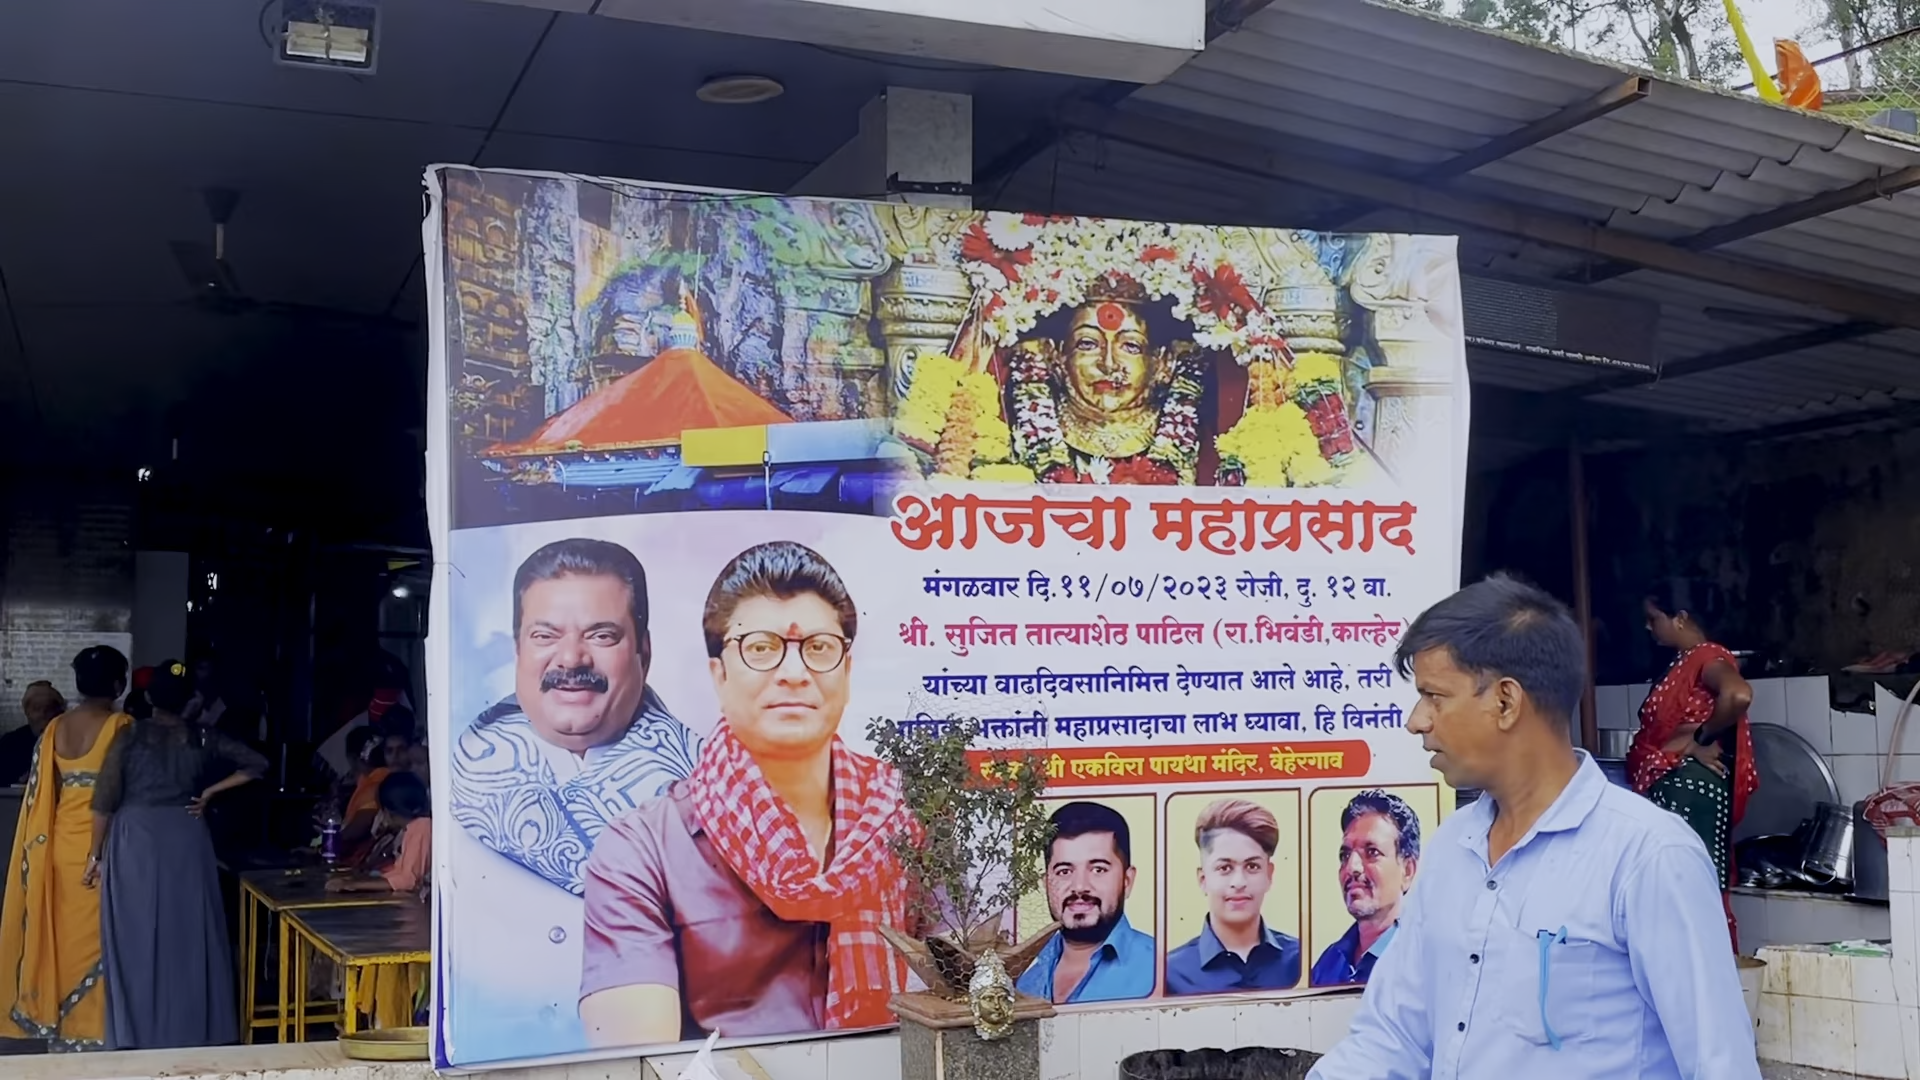 आजचा महाप्रसाद
मंगळवार दि.११/०७/२०२३ रोजी, दु. १२ वा.
श्री. सुजित तात्याशेठ पाटिल (रा.भिवंडी,काल्हेर)
यांच्या वाढदिवसानिमित्त देण्यात आले आहे, तरी
भक्तांनी महाप्रसादाचा लाभ घ्यावा, हि विनंती.
श्री एकविरा पायथा मंदिर, वेहेरगाव